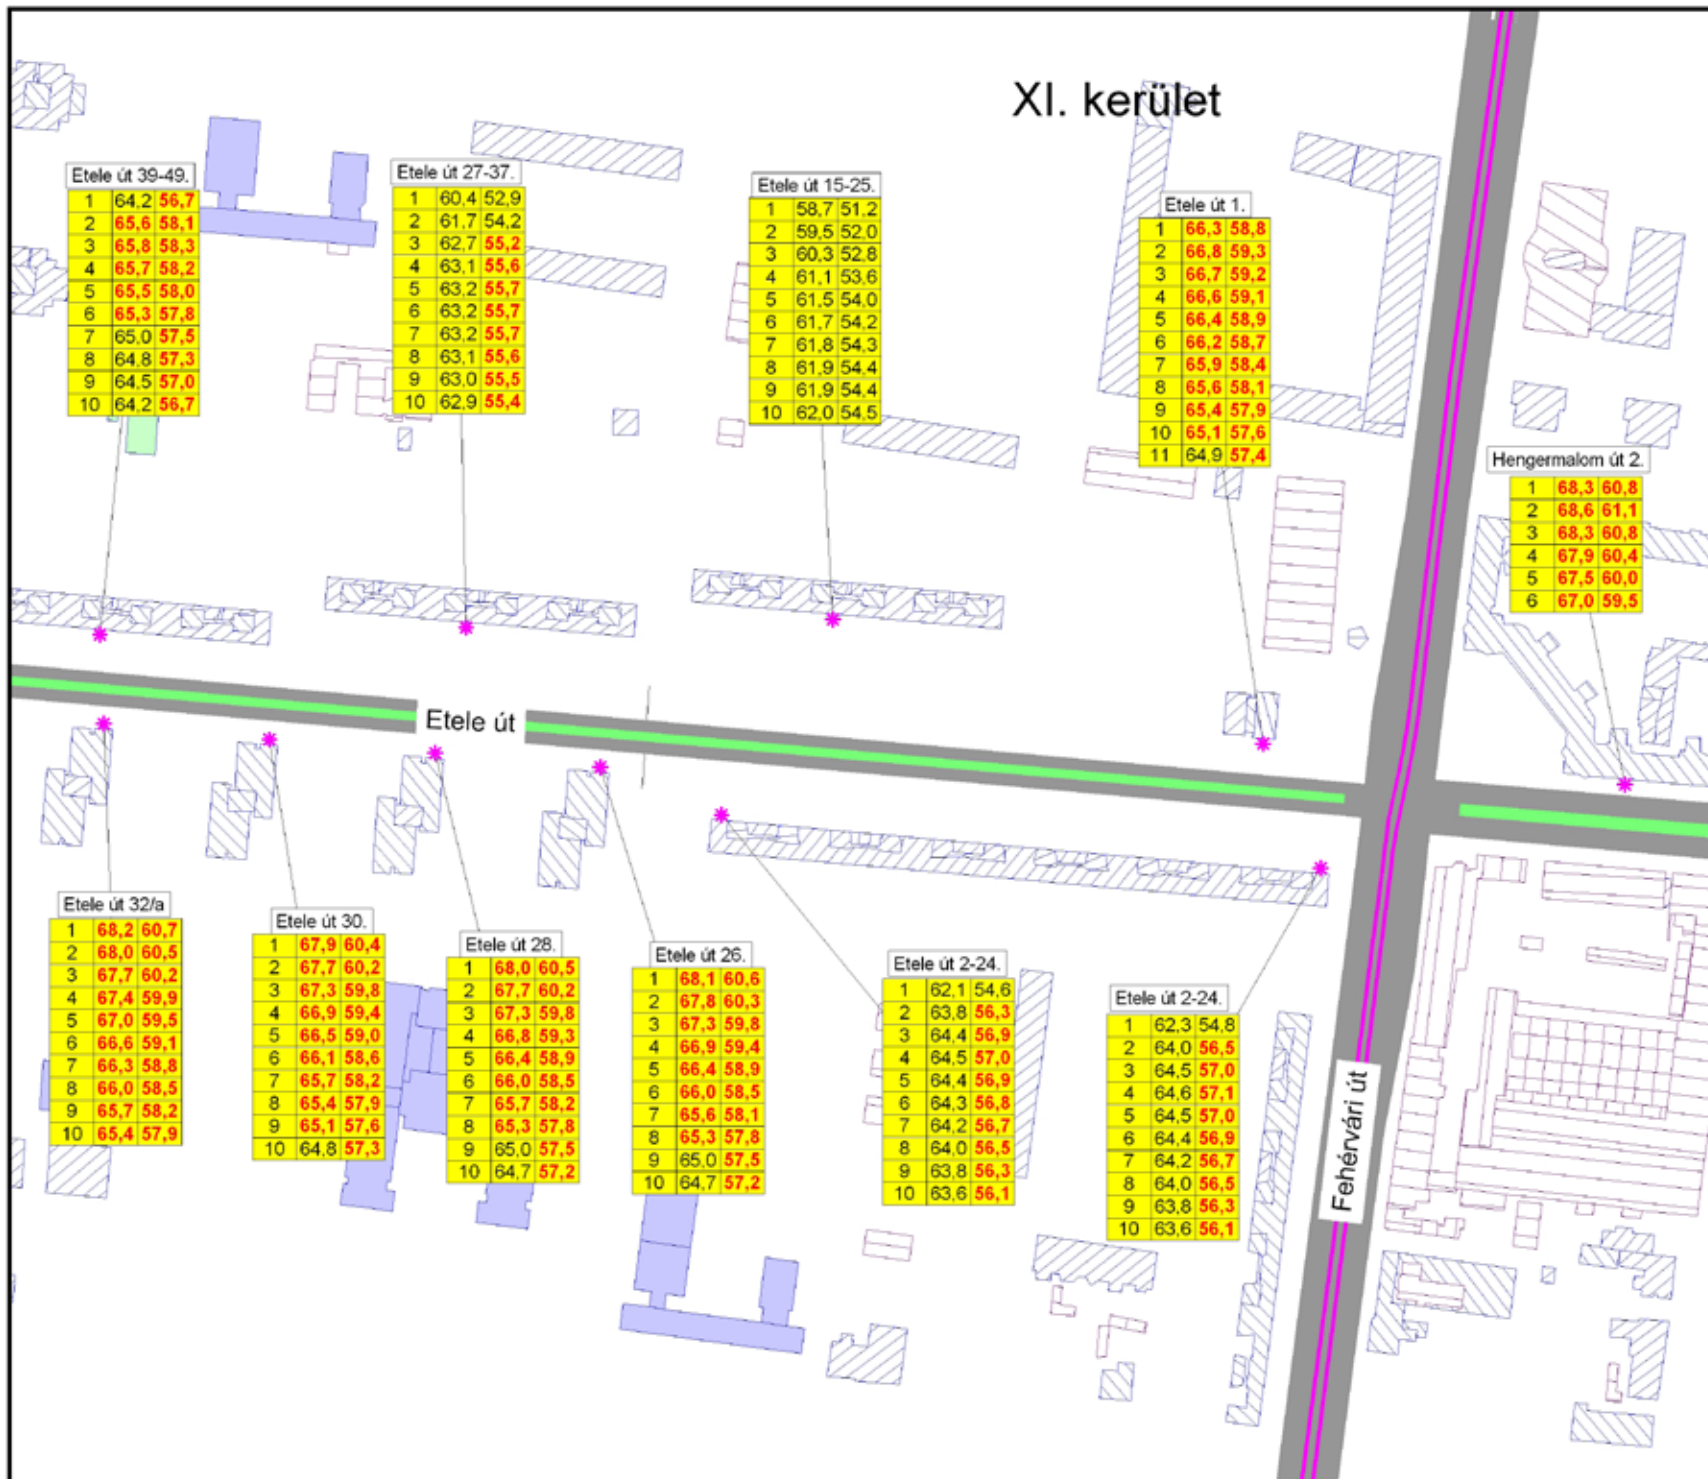 XI. kerület
Etele út 39-49.
1 64,2 56,7
2 65,6 58,1
3 65,8 58,3
4 65,7 58,2
5 65,5 58,0
6 65,3 57,8
7 65,0 57,5
8 64,8 57,3
9 64,5 57,0
10 64,2 56,7
Etele út 27-37.
1 60,4 52,9
2 61,7 54,2
3 62,7 55,2
4 63,1 55,6
5 63,2 55,7
6 63,2 55,7
7 63,2 55,7
8 63,1 55,6
9 63,0 55,5
10 62,9 55,4
Etele út 15-25.
1 58,7 51,2
2 59,5 52,0
3 60,3 52,8
4 61,1 53,6
5 61,5 54,0
6 61,7 54,2
7 61,8 54,3
8 61,9 54,4
9 61,9 54,4
10 62,0 54,5
Etele út 1.
1 66,3 58,8
2 66,8 59,3
3 66,7 59,2
4 66,6 59,1
5 66,4 58,9
6 66,2 58,7
7 65,9 58,4
8 65,6 58,1
9 65,4 57,9
10 65,1 57,6
11 64,9 57,4
Hengermalom út 2.
1 68,3 60,8
2 68,6 61,1
3 68,3 60,8
4 67,9 60,4
5 67,5 60,0
6 67,0 59,5
Etele út
Etele út 32/a
1 68,2 60,7
2 68,0 60,5
3 67,7 60,2
4 67,4 59,9
5 67,0 59,5
6 66,6 59,1
7 66,3 58,8
8 66,0 58,5
9 65,7 58,2
10 65,4 57,9
Etele út 30.
1 67,9 60,4
2 67,7 60,2
3 67,3 59,8
4 66,9 59,4
5 66,5 59,0
6 66,1 58,6
7 65,7 58,2
8 65,4 57,9
9 65,1 57,6
10 64,8 57,3
Etele út 28.
1 68,0 60,5
2 67,7 60,2
3 67,3 59,8
4 66,8 59,3
5 66,4 58,9
6 66,0 58,5
7 65,7 58,2
8 65,3 57,8
9 65,0 57,5
10 64,7 57,2
Etele út 26.
1 68,1 60,6
2 67,8 60,3
3 67,3 59,8
4 66,9 59,4
5 66,4 58,9
6 66,0 58,5
7 65,6 58,1
8 65,3 57,8
9 65,0 57,5
10 64,7 57,2
Etele út 2-24.
1 62,1 54,6
2 63,8 56,3
3 64,4 56,9
4 64,5 57,0
5 64,4 56,9
6 64,3 56,8
7 64,2 56,7
8 64,0 56,5
9 63,8 56,3
10 63,6 56,1
Etele út 2-24.
1 62,3 54,8
2 64,0 56,5
3 64,5 57,0
4 64,6 57,1
5 64,5 57,0
6 64,4 56,9
7 64,2 56,7
8 64,0 56,5
9 63,8 56,3
10 63,6 56,1
Fehérvári út